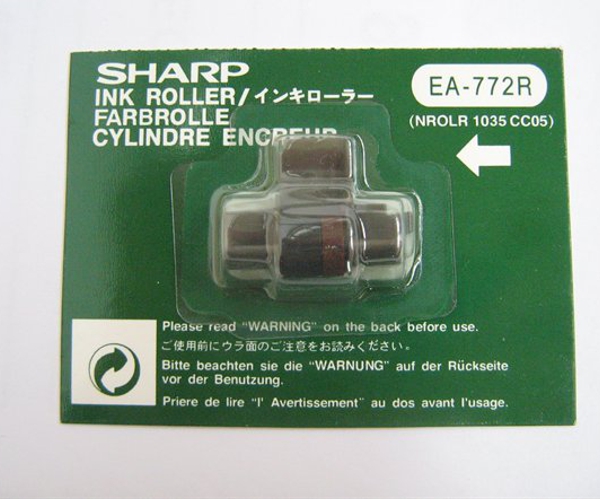 SHARP
EA-772R
INK ROLLER/インキローラー
(NROLR 1035 CC05)
FARBROLLE
CYLINDRE ENCREUR
Please read "WARNING" on the back before use.
ご使用前にウラ面のご注意をお読みください。
Bitte beachten sie die "WARNUNG" auf der Rückseite
vor der Benutzung.
Priere de lire "l' Avertissement" au dos avant l'usage.